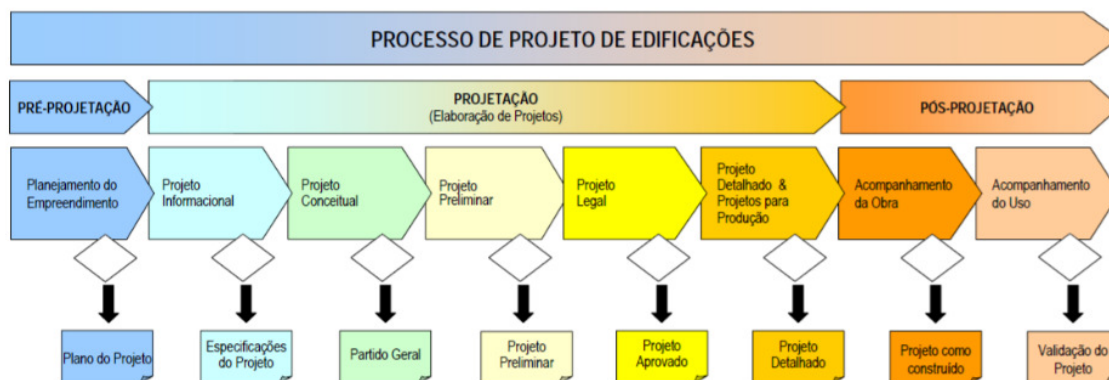 PROCESSO DE PROJETO DE EDIFICAÇÕES
PRÉ-PROJETAÇÃO
PROJETAÇÃO
(Elaboração de Projetos)
PÓS-PROJETAÇÃO
Planejamento do
Empreendimento
Projeto
Informacional
Projeto
Conceitual
Projeto
Preliminar
Projeto
Legal
Projeto
Detalhado &
Projetos para
Produção
Acompanhamento
da Obra
Acompanhamento
do Uso
Plano do Projeto
Especificações
do Projeto
Partido Geral
Projeto
Preliminar
Projeto
Aprovado
Projeto
Detalhado
Projeto como
construído
Validação do
Projeto